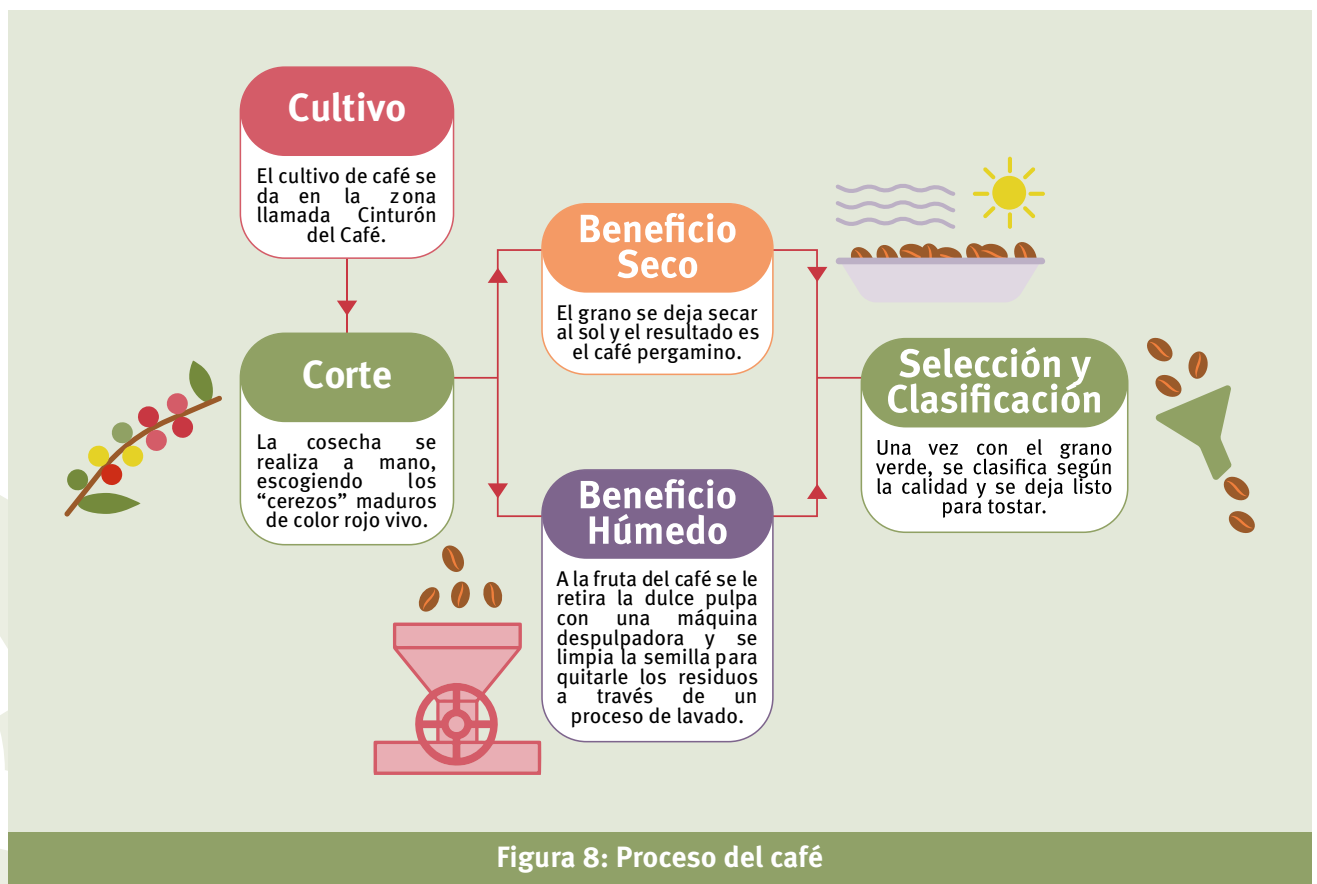 Cultivo
El cultivo de café se
da en la zona
llamada Cinturón
del Café.
Corte
La cosecha se
realiza a mano,
escogiendo los
“cerezos” maduros
de color rojo vivo.
Beneficio
Seco
El grano se deja secar
al sol y el resultado es
el café pergamino.
Beneficio
Húmedo
A la fruta del café se le
retira la dulce pulpa
con una máquina
despulpadora y se
limpia la semilla para
quitarle los residuos
a través de un
proceso de lavado.
Selección y
Clasificación
Una vez con el grano
verde, se clasifica según
la calidad y se deja listo
para tostar.
Figura 8: Proceso del café